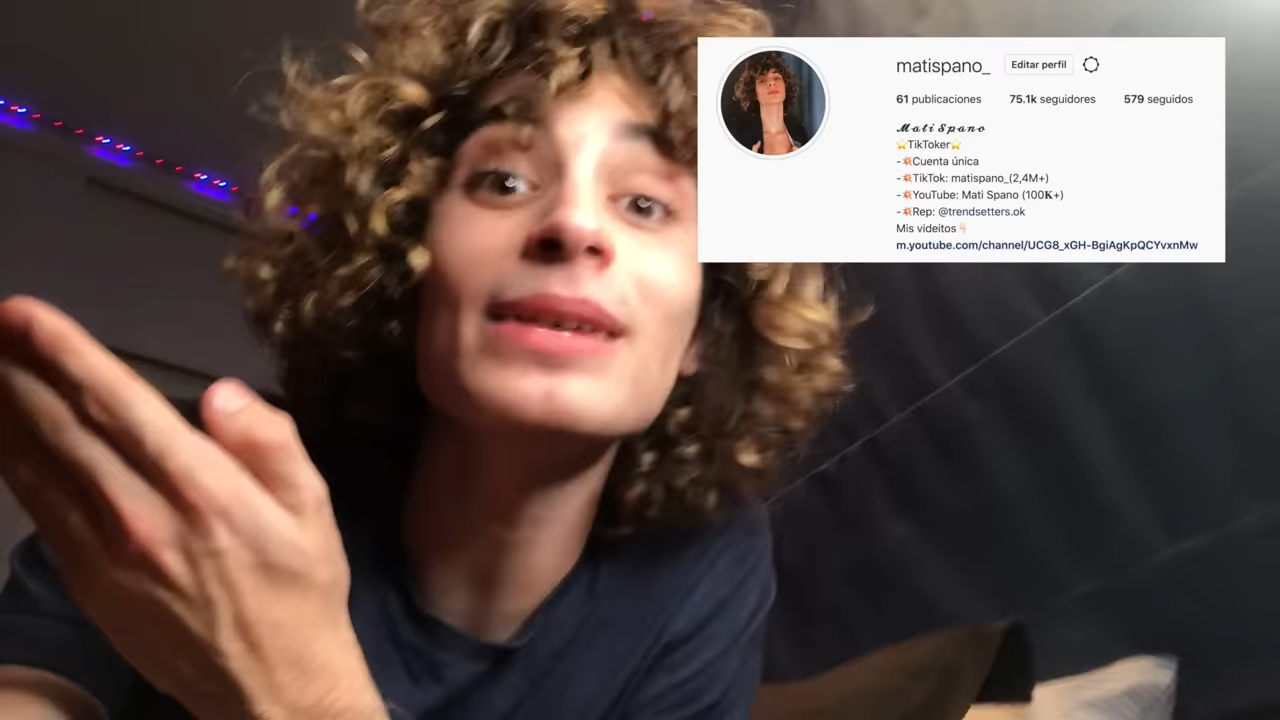 matispano_ Editar perfil
61 publicaciones 75.1k seguidores 579 seguidos
𝓜𝓪𝓽𝓲 𝓢𝓹𝓪𝓷𝓸
⭐TikToker⭐
-💥Cuenta única
-💥TikTok: matispano_(2,4M+)
-💥YouTube: Mati Spano (100𝐊+)
-💥Rep: @trendsetters.ok
Mis videitos👇🏻
m.youtube.com/channel/UCG8_xGH-BgiAgKpQCYvxnMw